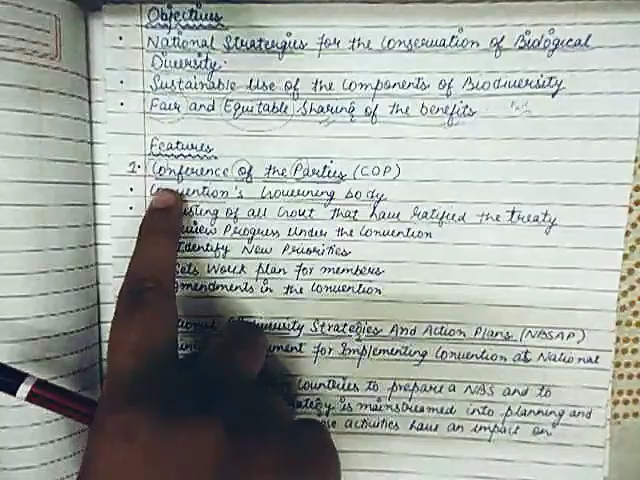 Objectives
• National Stratergies for the Conservation of Biological
Diversity.
• Sustainable Use of the Components of Biodiversity
• Fair and Equitable Sharing of the benefits
Features
1. Conference of the Parties (COP)
• Convention's Governing body
• of all Govt that have ratified the treaty
Progress Under the Convention
Identify New Priorities
Sets Work plan for members
Amendments in the Convention
Strategies And Action Plans (NBSAP)
for Implementing Convention at National
Countries to prepare a NBS and to
is mainstreamed into planning and
activities have an impact on